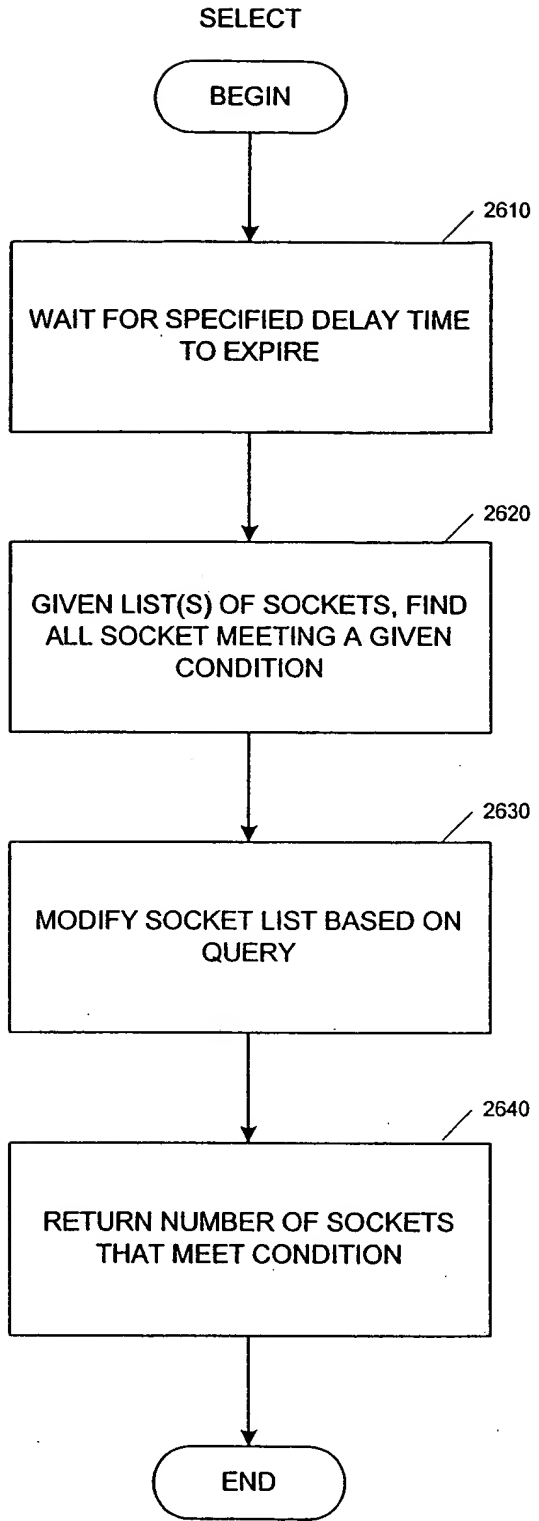 SELECT
BEGIN
2610
WAIT FOR SPECIFIED DELAY TIME
TO EXPIRE
2620
GIVEN LIST(S) OF SOCKETS, FIND
ALL SOCKET MEETING A GIVEN
CONDITION
2630
MODIFY SOCKET LIST BASED ON
QUERY
2640
RETURN NUMBER OF SOCKETS
THAT MEET CONDITION
END